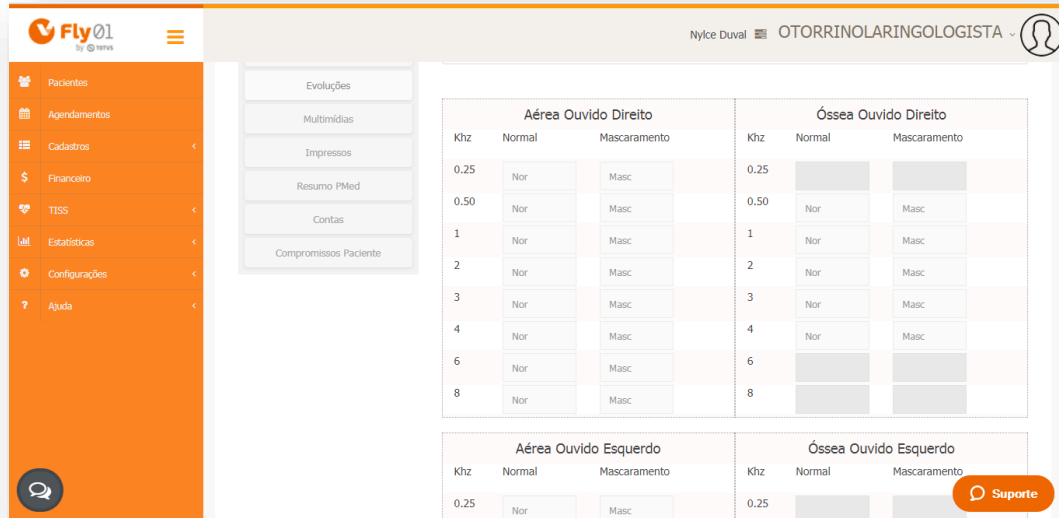 Fly01
by TOTVS
Nylce Duval
OTORRINOLARINGOLOGISTA
Pacientes
Agendamentos
Cadastros
Financeiro
TISS
Estatísticas
Configurações
Ajuda
Evoluções
Multimídias
Impressos
Resumo PMed
Contas
Compromissos Paciente
Aérea Ouvido Direito
Khz Normal Mascaramento
0.25 Nor Masc
0.50 Nor Masc
1 Nor Masc
2 Nor Masc
3 Nor Masc
4 Nor Masc
6 Nor Masc
8 Nor Masc
Óssea Ouvido Direito
Khz Normal Mascaramento
0.25
0.50 Nor Masc
1 Nor Masc
2 Nor Masc
3 Nor Masc
4 Nor Masc
6
8
Aérea Ouvido Esquerdo
Khz Normal Mascaramento
0.25 Nor Masc
Óssea Ouvido Esquerdo
Khz Normal Mascaramento
0.25
Suporte